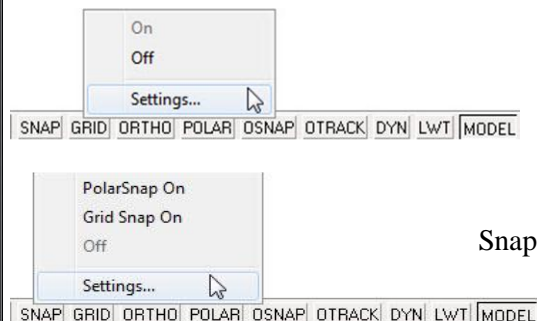 On
Off
Settings...
SNAP GRID ORTHO POLAR OSNAP OTRACK DYN LWT MODEL
PolarSnap On
Grid Snap On
Off
Snap
Settings...
SNAP GRID ORTHO POLAR OSNAP OTRACK DYN LWT MODEL